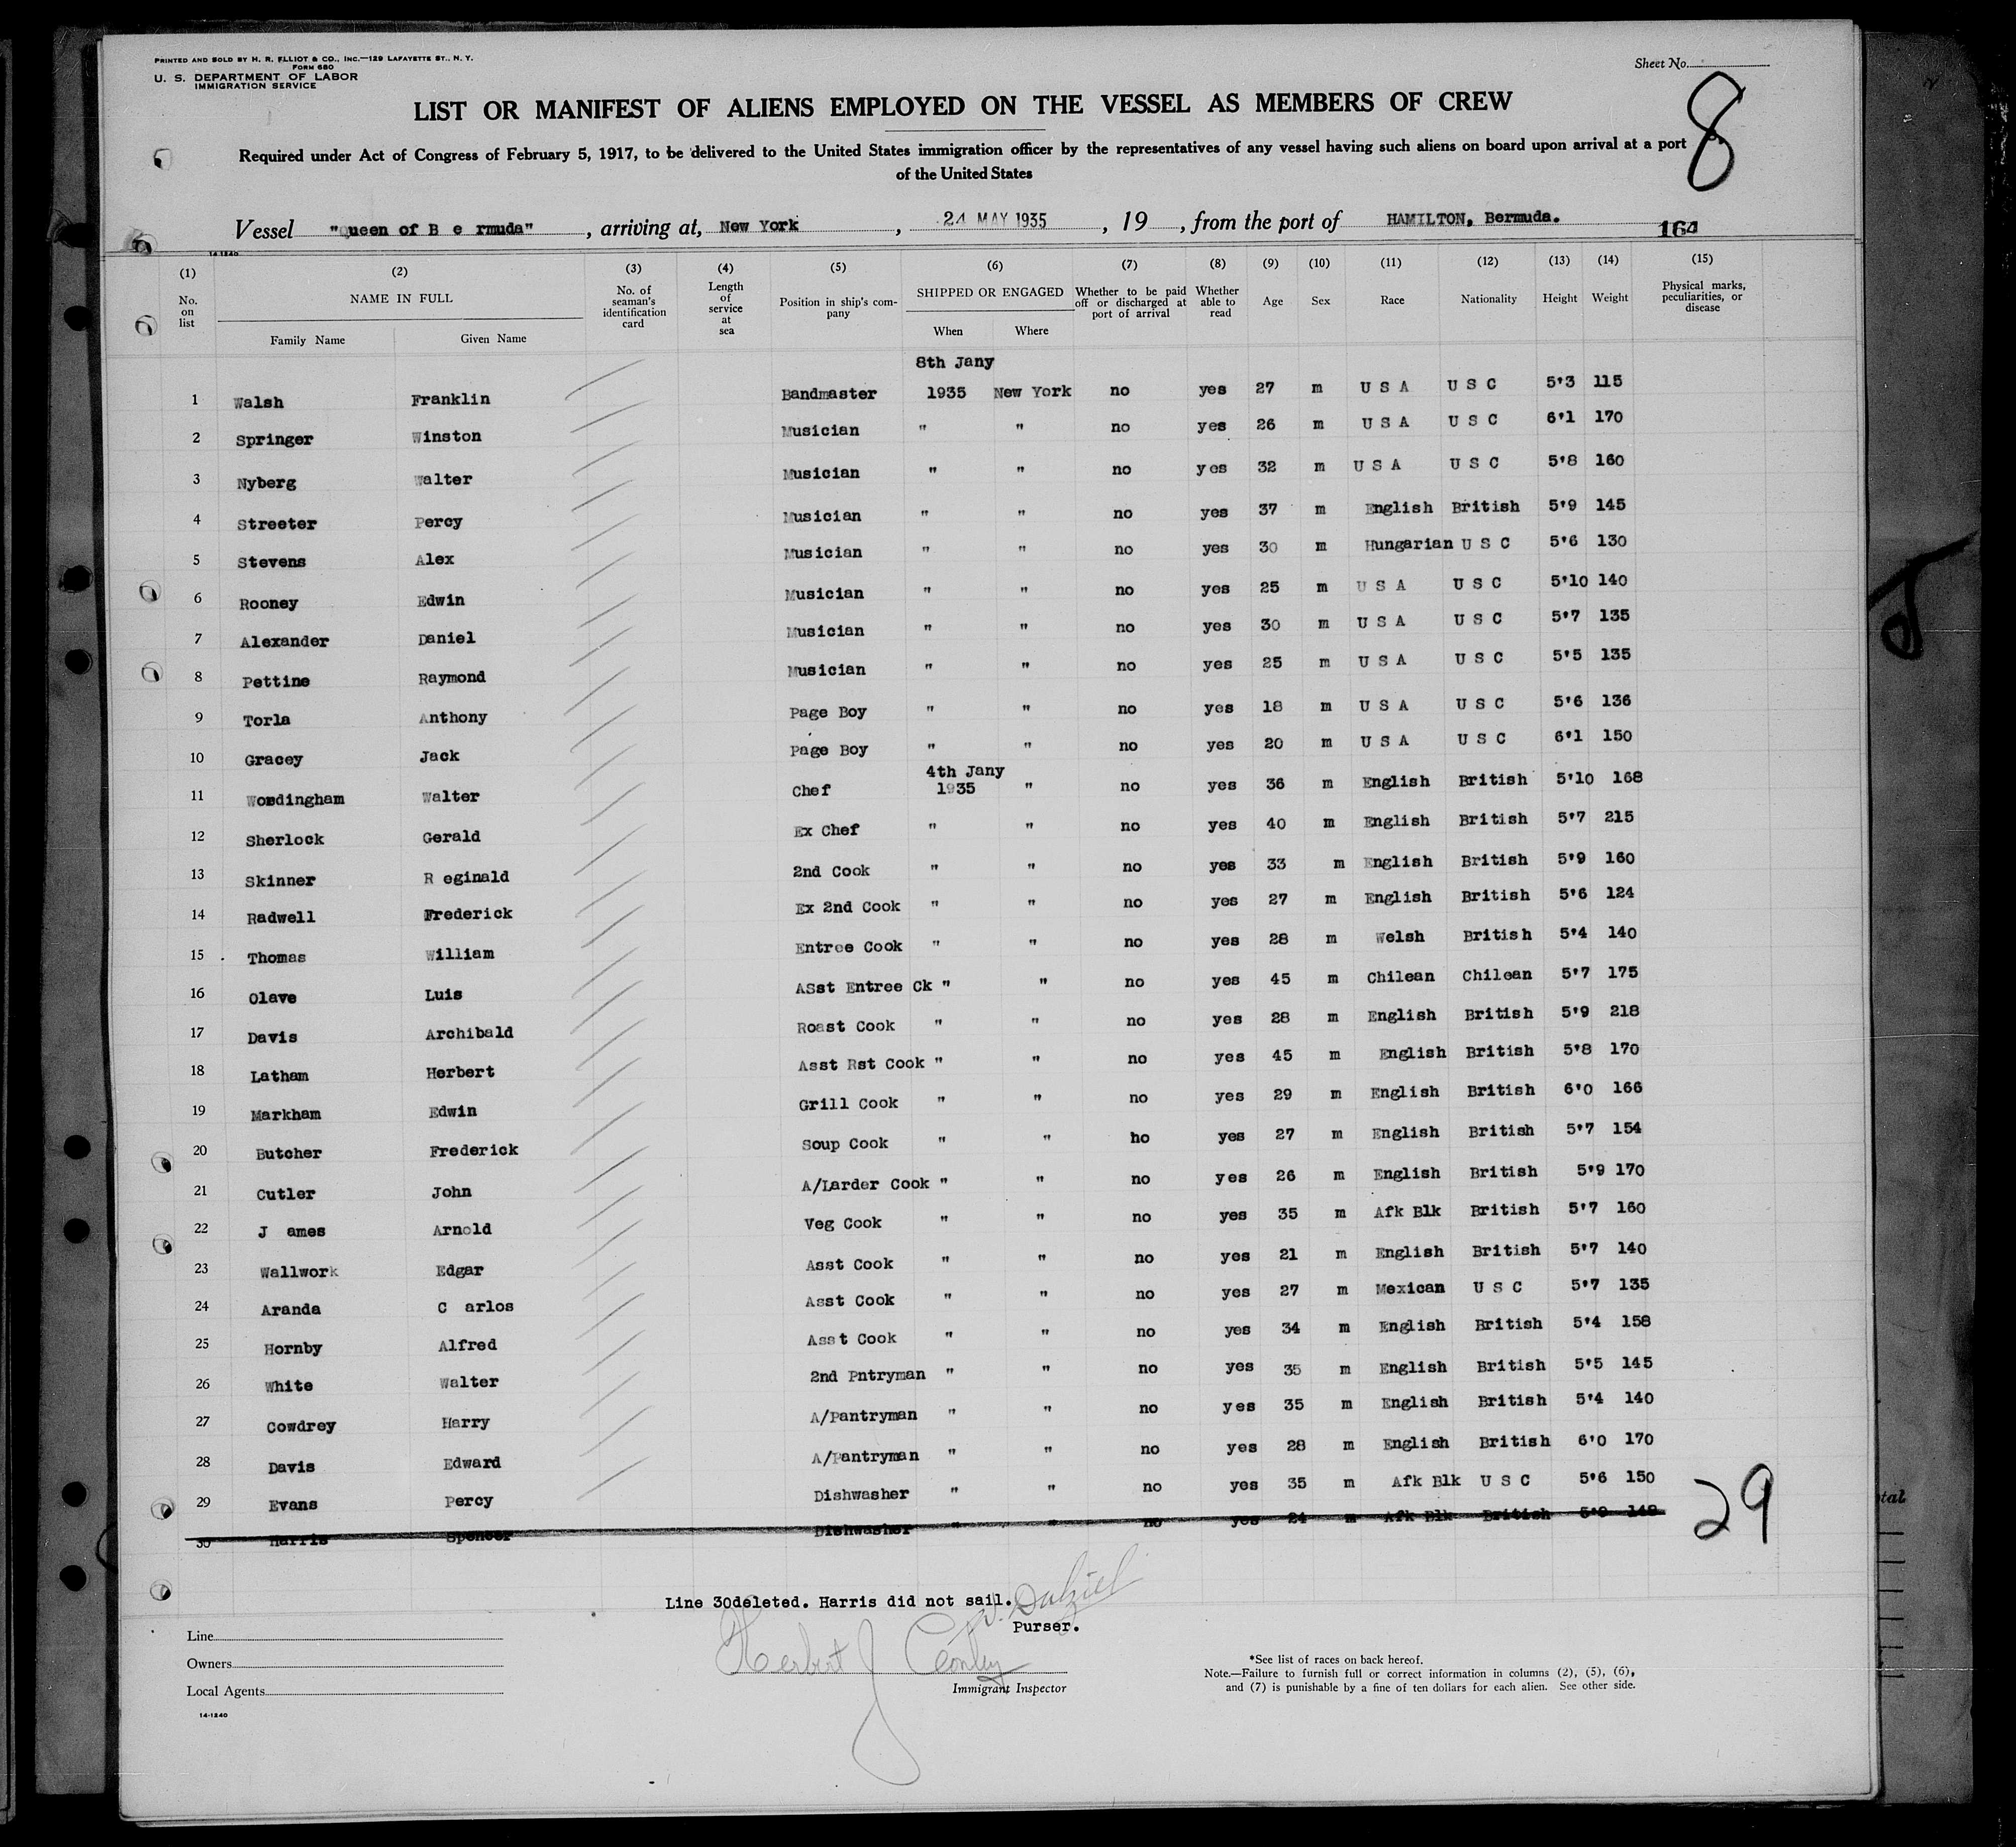 PRINTED AND SOLD BY H. R. ELLIOT & CO., INC.—129 LAFAYETTE ST., N. Y.
FORM 680
U. S. DEPARTMENT OF LABOR
IMMIGRATION SERVICE
Sheet No.
8
LIST OR MANIFEST OF ALIENS EMPLOYED ON THE VESSEL AS MEMBERS OF CREW
Required under Act of Congress of February 5, 1917, to be delivered to the United States immigration officer by the representatives of any vessel having such aliens on board upon arrival at a port
of the United States
Vessel "Queen of B e rmuda" , arriving at, New York , 24 MAY 1935 , 19 , from the port of HAMILTON, Bermuda.
164
14-1240
(1) (2) (3) (4) (5) (6) (7) (8) (9) (10) (11) (12) (13) (14) (15)
No. on list NAME IN FULL Family Name Given Name No. of seaman's identification card Length of service at sea Position in ship's company SHIPPED OR ENGAGED When Where Whether to be paid off or discharged at port of arrival Whether able to read Age Sex Race Nationality Height Weight Physical marks, peculiarities, or disease
8th Jany
1 Walsh Franklin Bandmaster 1935 New York no yes 27 m U S A U S C 5'3 115
2 Springer Winston Musician " " no yes 26 m U S A U S C 6'1 170
3 Nyberg Walter Musician " " no yes 32 m U S A U S C 5'8 160
4 Streeter Percy Musician " " no yes 37 m English British 5'9 145
5 Stevens Alex Musician " " no yes 30 m Hungarian U S C 5'6 130
6 Rooney Edwin Musician " " no yes 25 m U S A U S C 5'10 140
7 Alexander Daniel Musician " " no yes 30 m U S A U S C 5'7 135
8 Pettine Raymond Musician " " no yes 25 m U S A U S C 5'5 135
9 Torla Anthony Page Boy " " no yes 18 m U S A U S C 5'6 136
10 Gracey Jack Page Boy " " no yes 20 m U S A U S C 6'1 150
4th Jany
11 Wordingham Walter Chef 1935 " no yes 36 m English British 5'10 168
12 Sherlock Gerald Ex Chef " " no yes 40 m English British 5'7 215
13 Skinner R eginald 2nd Cook " " no yes 33 m English British 5'9 160
14 Radwell Frederick Ex 2nd Cook " " no yes 27 m English British 5'6 124
15 Thomas William Entree Cook " " no yes 28 m Welsh British 5'4 140
16 Olave Luis ASst Entree Ck " " no yes 45 m Chilean Chilean 5'7 175
17 Davis Archibald Roast Cook " " no yes 28 m English British 5'9 218
18 Latham Herbert Asst Rst Cook " " no yes 45 m English British 5'8 170
19 Markham Edwin Grill Cook " " no yes 29 m English British 6'0 166
20 Butcher Frederick Soup Cook " " ho yes 27 m English British 5'7 154
21 Cutler John A/Larder Cook " " no yes 26 m English British 5'9 170
22 J ames Arnold Veg Cook " " no yes 35 m Afk Blk British 5'7 160
23 Wallwork Edgar Asst Cook " " no yes 21 m English British 5'7 140
24 Aranda C arlos Asst Cook " " no yes 27 m Mexican U S C 5'7 135
25 Hornby Alfred Asst Cook " " no yes 34 m English British 5'4 158
26 White Walter 2nd Pntryman " " no yes 35 m English British 5'5 145
27 Cowdrey Harry A/Pantryman " " no yes 35 m English British 5'4 140
28 Davis Edward A/Pantryman " " no yes 28 m English British 6'0 170
29 Evans Percy Dishwasher " " no yes 35 m Afk Blk U S C 5'6 150
30 Harris Spencer Dishwasher " " no yes 24 m Afk Blk British
29
Line 30deleted. Harris did not sail.
Purser.
Herbert J
Line
Owners
Local Agents
Immigrant Inspector
*See list of races on back hereof.
Note.—Failure to furnish full or correct information in columns (2), (5), (6), and (7) is punishable by a fine of ten dollars for each alien. See other side.
14-1240